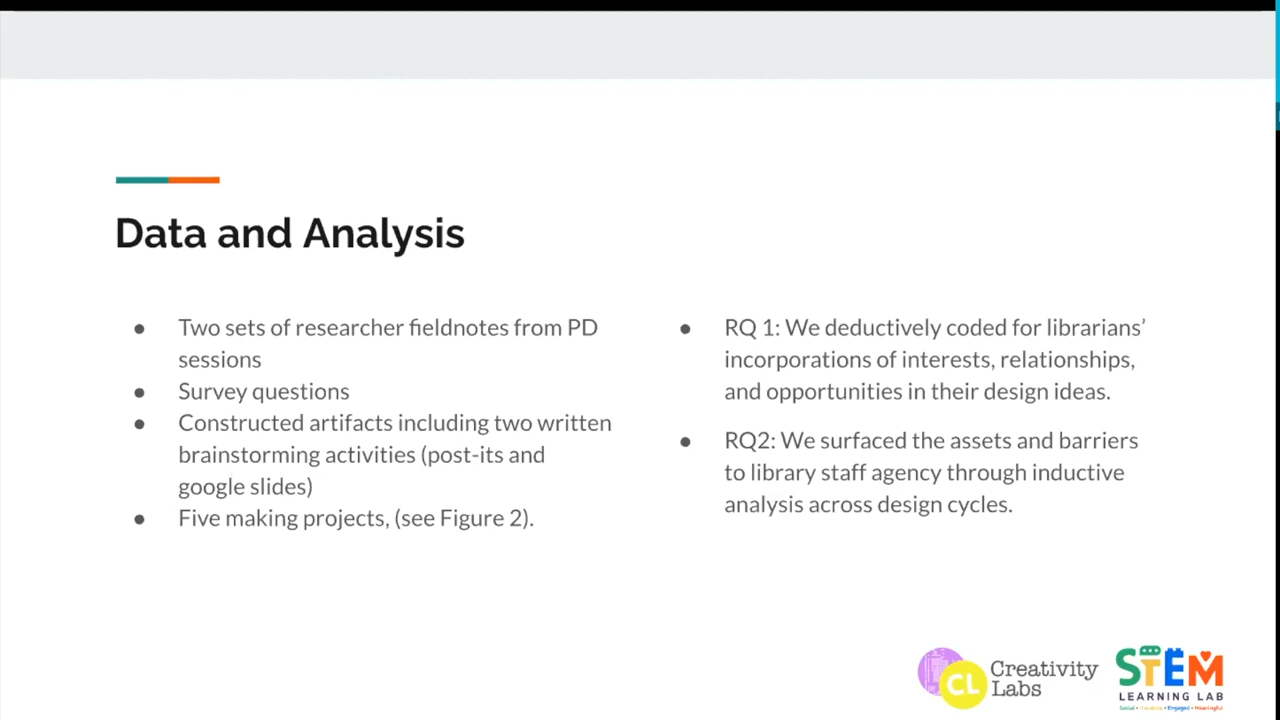 Data and Analysis
● Two sets of researcher fieldnotes from PD
sessions
● Survey questions
● Constructed artifacts including two written
brainstorming activities (post-its and
google slides)
● Five making projects, (see Figure 2).
● RQ 1: We deductively coded for librarians’
incorporations of interests, relationships,
and opportunities in their design ideas.
● RQ2: We surfaced the assets and barriers
to library staff agency through inductive
analysis across design cycles.
CL
Creativity
Labs
STEM
LEARNING LAB
Social • • Engaged • Meaningful